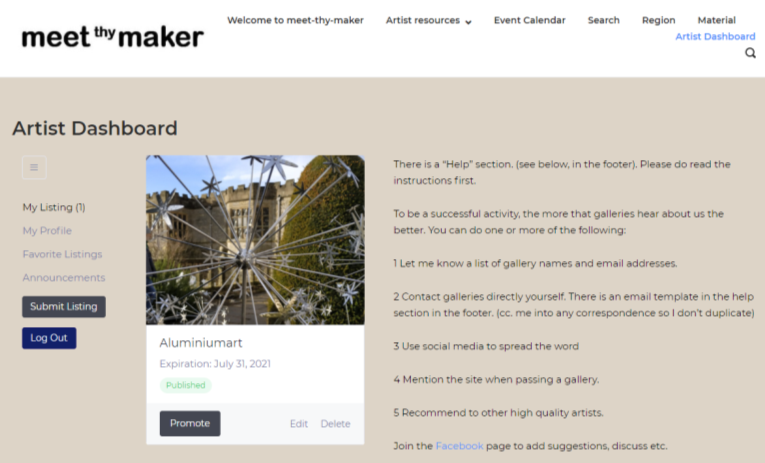 meet thy maker
Welcome to meet-thy-maker
Artist resources
Event Calendar
Search
Region
Material
Artist Dashboard
Artist Dashboard
My Listing (1)
My Profile
Favorite Listings
Announcements
Submit Listing
Log Out
Aluminiumart
Expiration: July 31, 2021
Published
Promote
Edit
Delete
There is a “Help” section. (see below, in the footer). Please do read the
instructions first.
To be a successful activity, the more that galleries hear about us the
better. You can do one or more of the following:
1 Let me know a list of gallery names and email addresses.
2 Contact galleries directly yourself. There is an email template in the help
section in the footer. (cc. me into any correspondence so I don’t duplicate)
3 Use social media to spread the word
4 Mention the site when passing a gallery.
5 Recommend to other high quality artists.
Join the Facebook page to add suggestions, discuss etc.